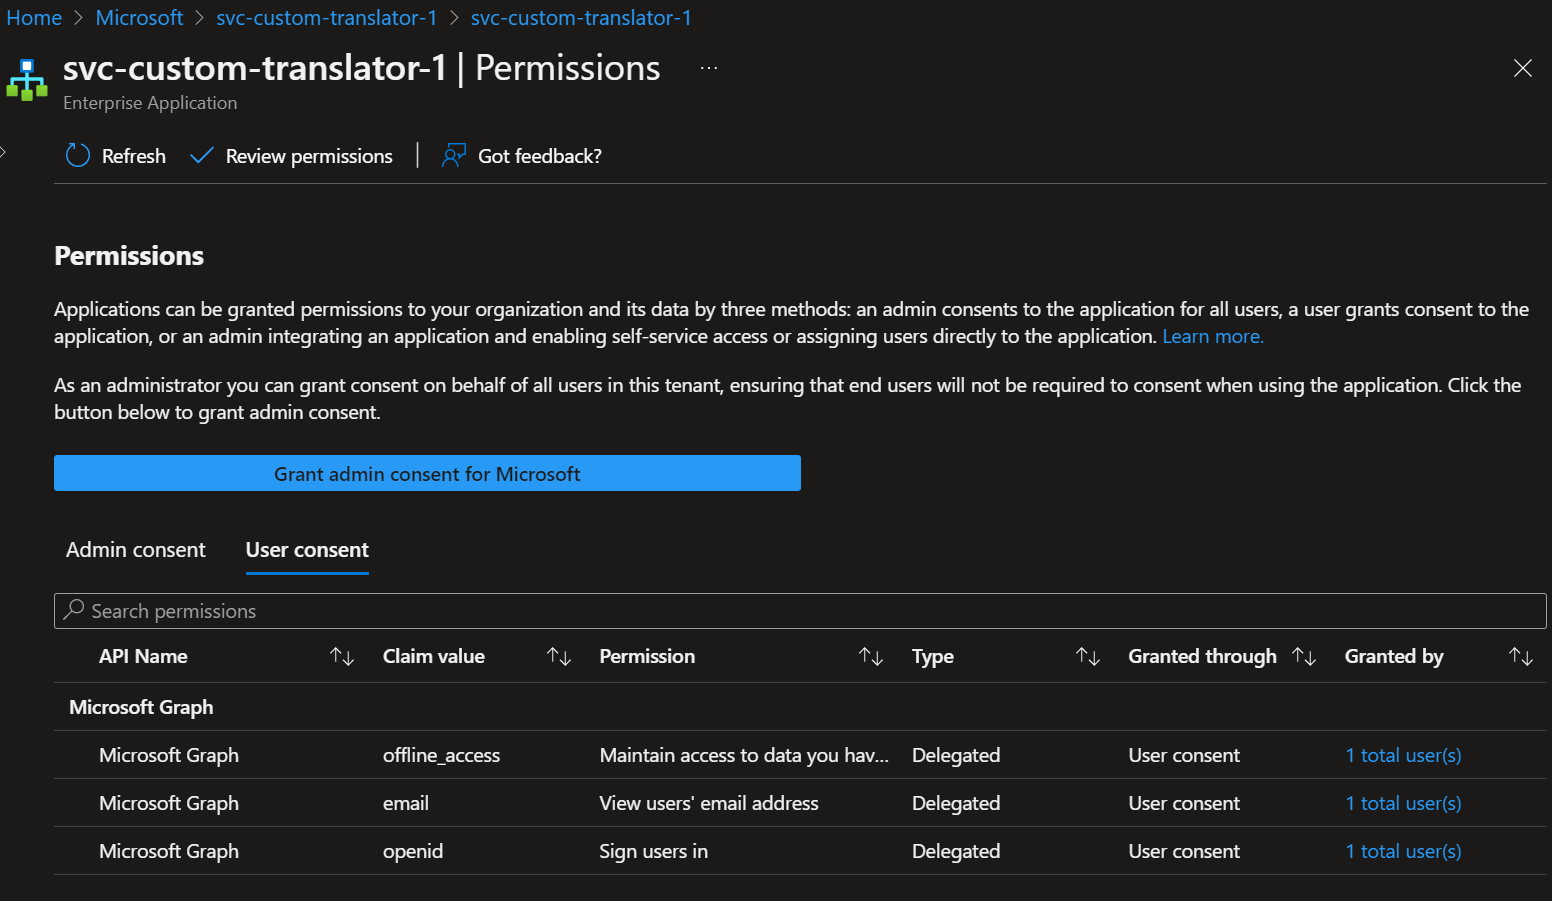 Home > Microsoft > svc-custom-translator-1 > svc-custom-translator-1
svc-custom-translator-1 | Permissions ...
Enterprise Application
Refresh Review permissions | Got feedback?
Permissions
Applications can be granted permissions to your organization and its data by three methods: an admin consents to the application for all users, a user grants consent to the
application, or an admin integrating an application and enabling self-service access or assigning users directly to the application. Learn more.
As an administrator you can grant consent on behalf of all users in this tenant, ensuring that end users will not be required to consent when using the application. Click the
button below to grant admin consent.
Grant admin consent for Microsoft
Admin consent User consent
Search permissions
API Name Claim value Permission Type Granted through Granted by
Microsoft Graph
Microsoft Graph offline_access Maintain access to data you hav... Delegated User consent 1 total user(s)
Microsoft Graph email View users' email address Delegated User consent 1 total user(s)
Microsoft Graph openid Sign users in Delegated User consent 1 total user(s)